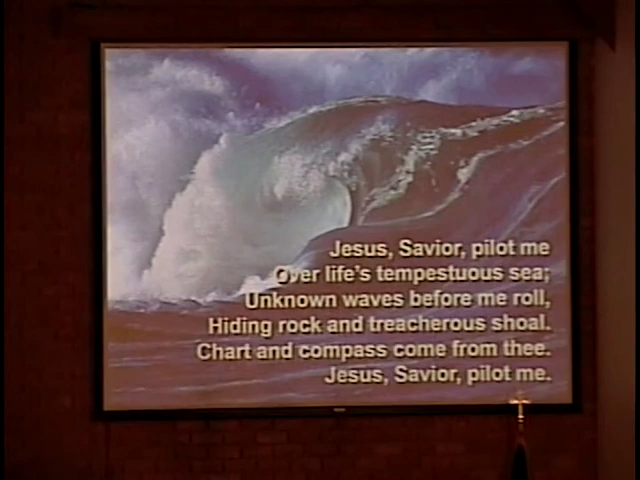 Jesus, Savior, pilot me
Over life's tempestuous sea;
Unknown waves before me roll,
Hiding rock and treacherous shoal.
Chart and compass come from thee.
Jesus, Savior, pilot me.